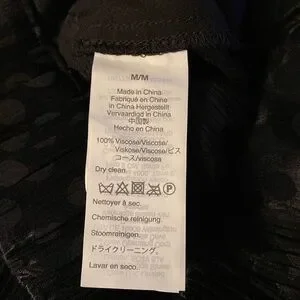 M/M
Made in China
Fabriqué en Chine
in China Hergestellt
Vervaardigd in China
中国製
Hecho en China
100% Viscose/Viscose/
Viskose/Viscose/ビス
コース/viscosa
Dry clean.
Nettoyer à sec.
Chemische reinigung.
Stoomreinigen.
ドライクリーニング。
Lavar en seco.